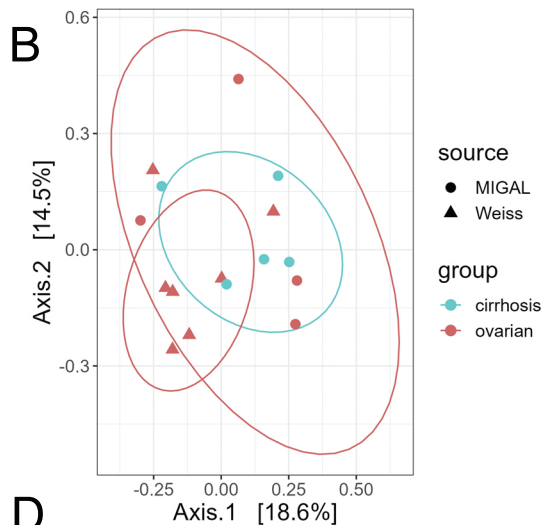 B
0.6
0.3
0.0
-0.3
Axis.2 [14.5%]
-0.25 0.00 0.25 0.50
Axis.1 [18.6%]
source
MIGAL
Weiss
group
cirrhosis
ovarian
D